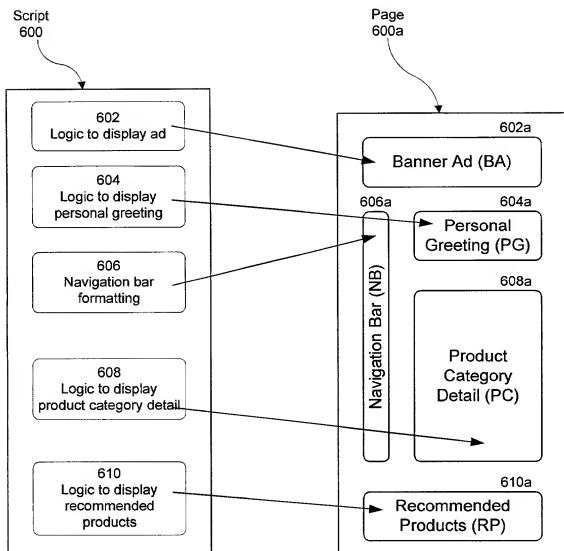 Script
600
602
Logic to display ad
604
Logic to display
personal greeting
606
Navigation bar
formatting
608
Logic to display
product category detail
610
Logic to display
recommended
products
Page
600a
602a
Banner Ad (BA)
606a
Navigation Bar (NB)
604a
Personal
Greeting (PG)
608a
Product
Category
Detail (PC)
610a
Recommended
Products (RP)